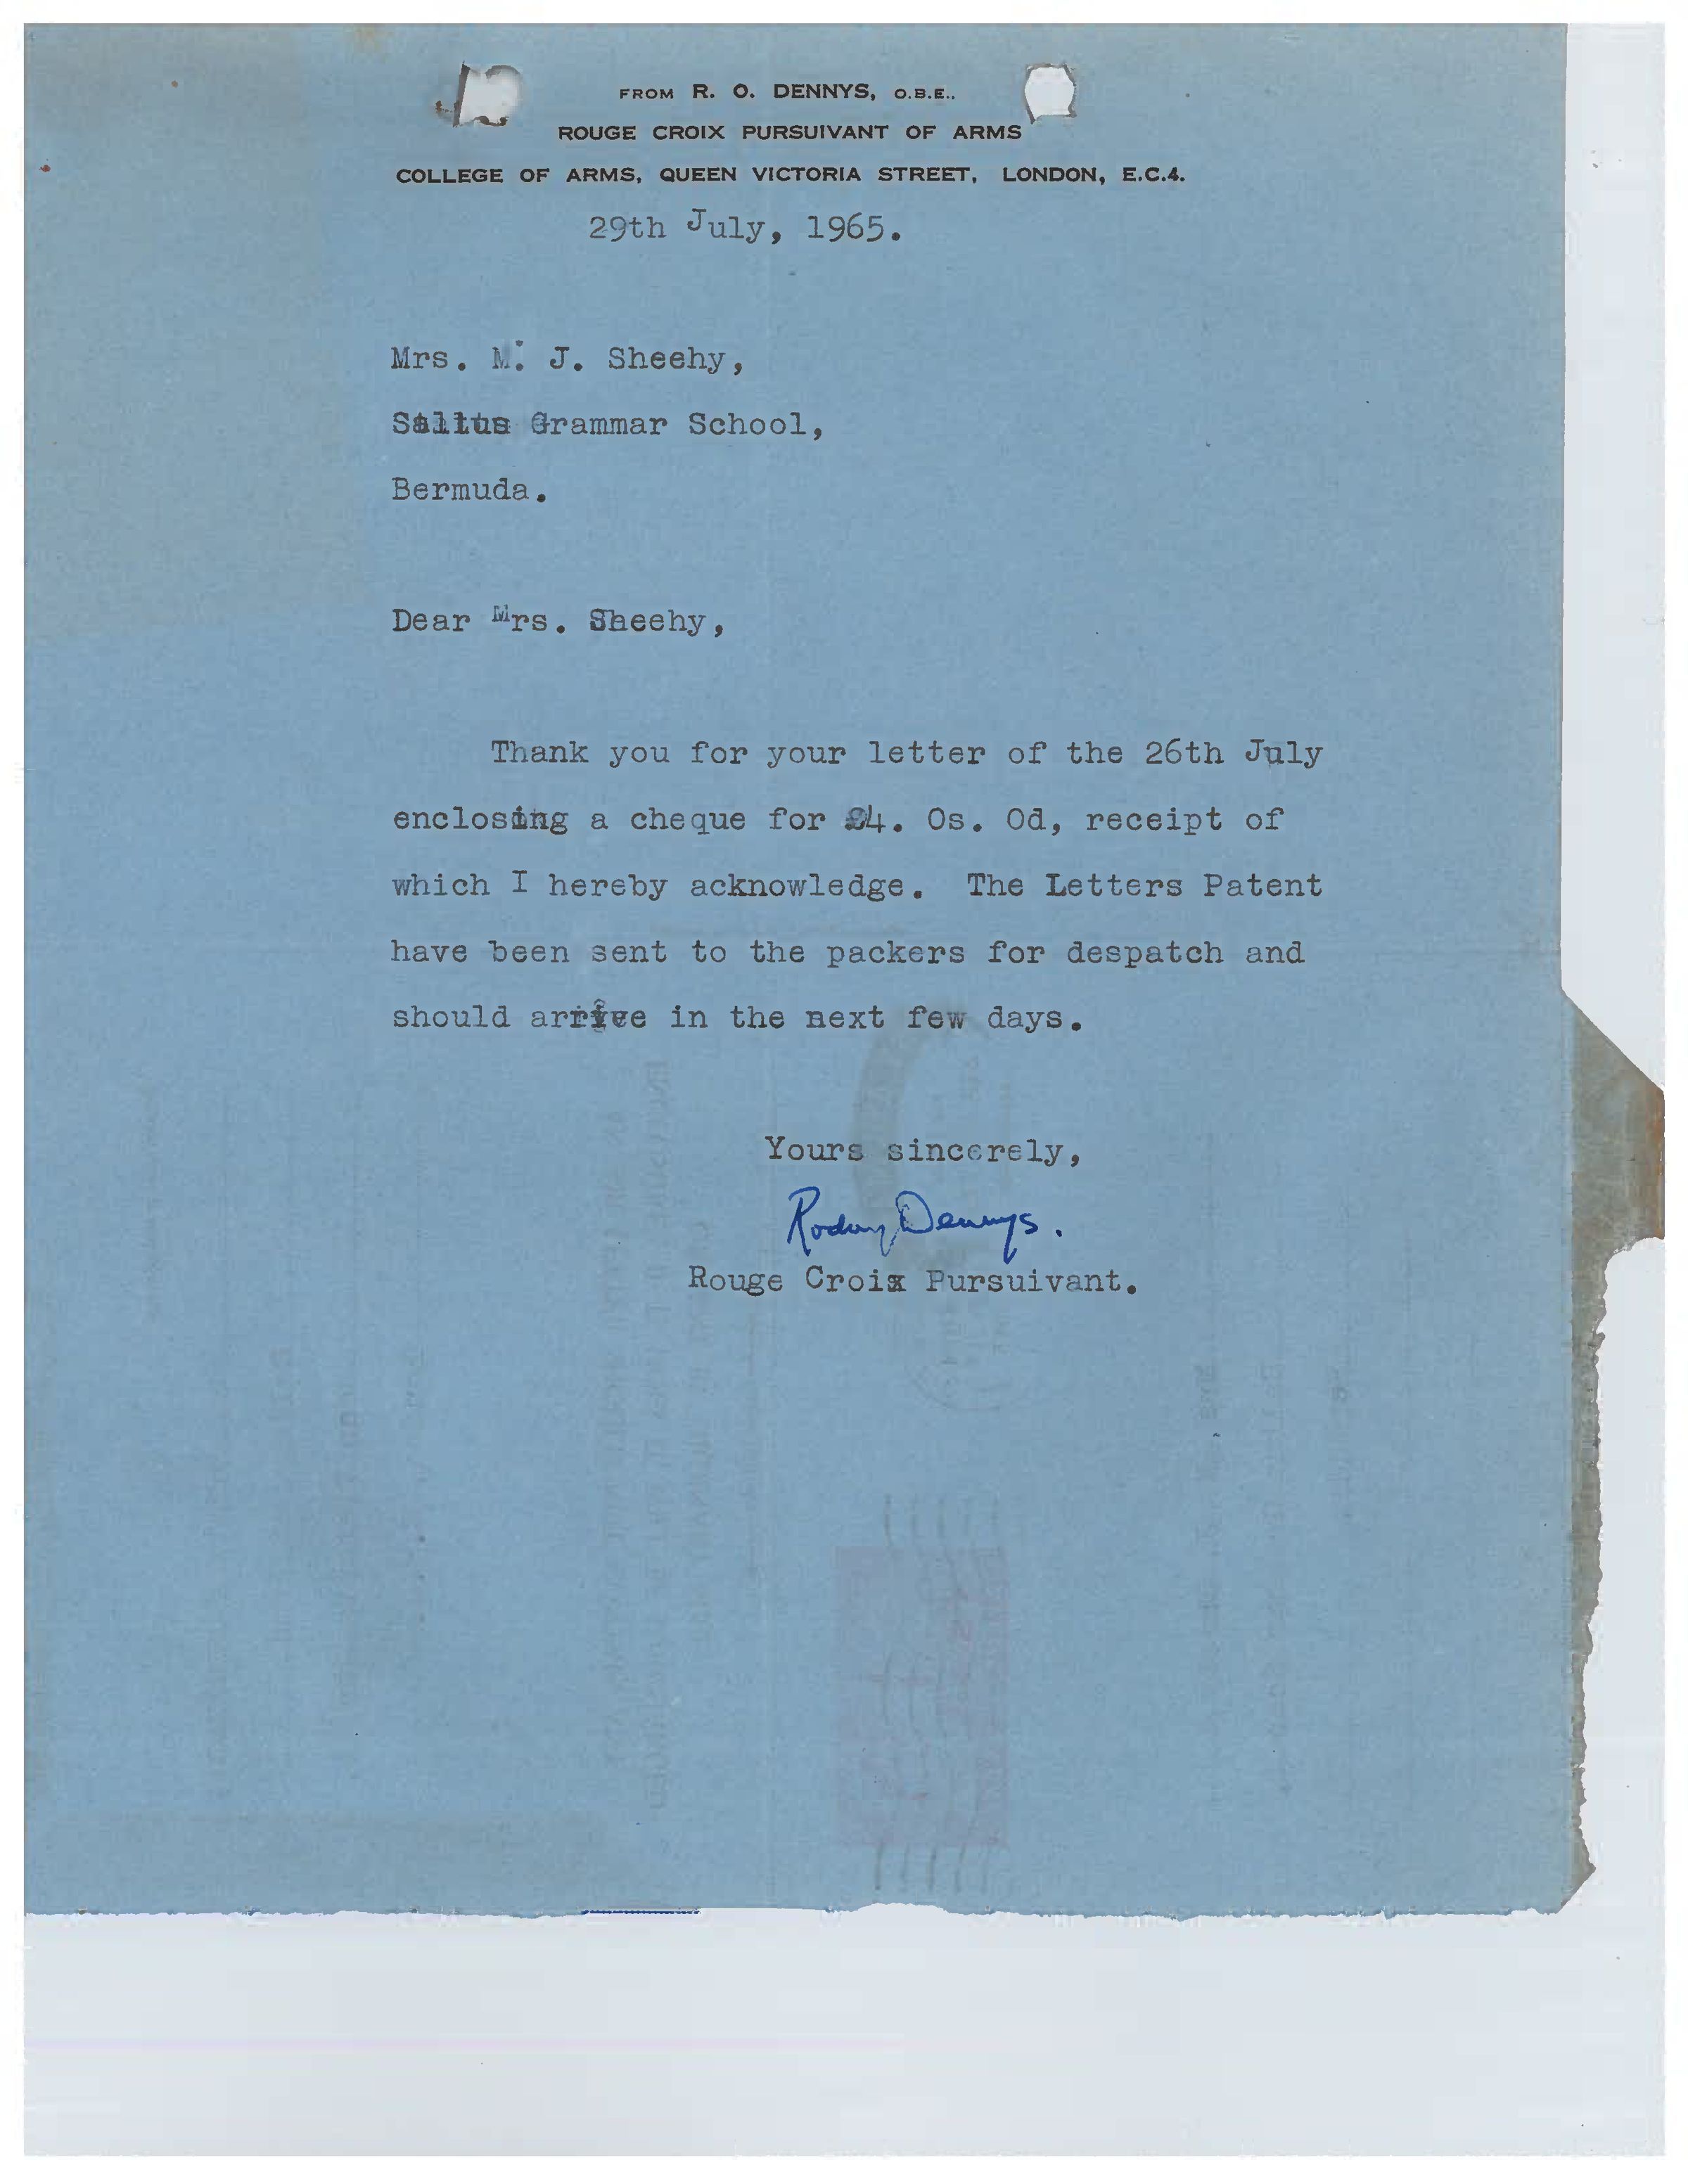 FROM R. O. DENNYS, O.B.E..
ROUGE CROIX PURSUIVANT OF ARMS
COLLEGE OF ARMS, QUEEN VICTORIA STREET, LONDON, E.C.4.
29th July, 1965.
Mrs. M. J. Sheehy,
Saltus Grammar School,
Bermuda.
Dear Mrs. Sheehy,
Thank you for your letter of the 26th July
enclosing a cheque for £4. Os. Od, receipt of
which I hereby acknowledge. The Letters Patent
have been sent to the packers for despatch and
should arrive in the next few days.
Yours sincerely,
Rodney Dennys.
Rouge Croix Pursuivant.